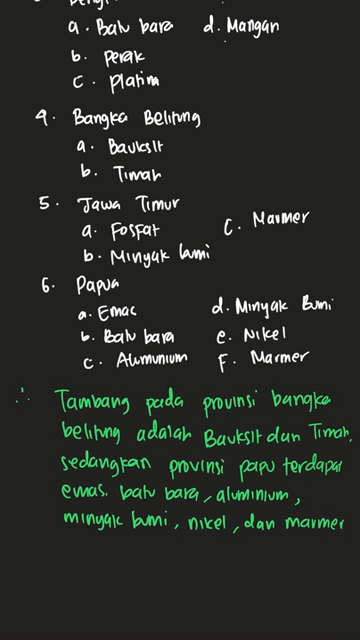 a. Batu bara d. Mangan
b. perak
c. Platina
4. Bangka Belitung
a. Bauksit
b. Timah
5. Jawa Timur
a. Fosfat c. Marmer
b. Minyak bumi
6. Papua
a. Emas d. Minyak Bumi
b. Batu bara e. Nikel
c. Alumunium F. Marmer
∴ Tambang pada provinsi bangka
belitung adalah Bauksit dan Timah,
sedangkan provinsi papu terdapat
emas. batu bara, aluminium,
minyak bumi, nikel, dan marmer